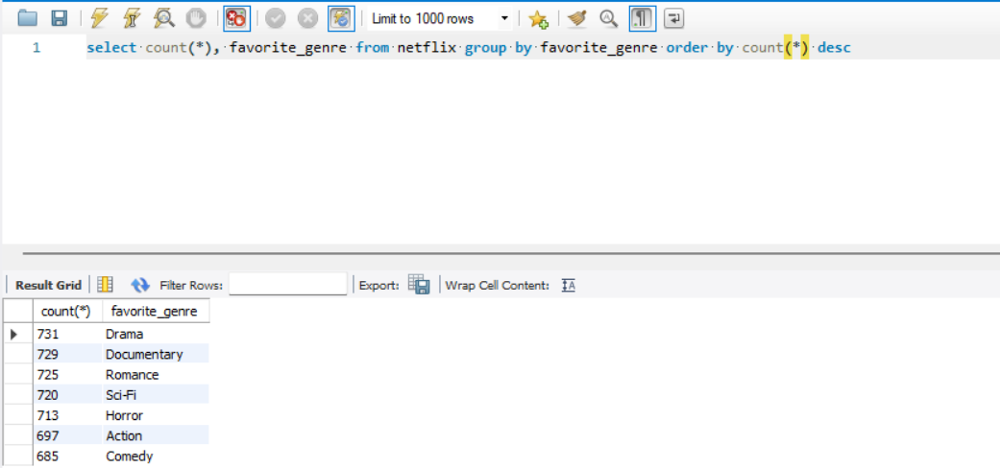 Limit to 1000 rows
1 select count(*), favorite_genre from netflix group by favorite_genre order by count(*) desc
Result Grid Filter Rows: Export: Wrap Cell Content: IA
count(*) favorite_genre
731 Drama
729 Documentary
725 Romance
720 Sci-Fi
713 Horror
697 Action
685 Comedy